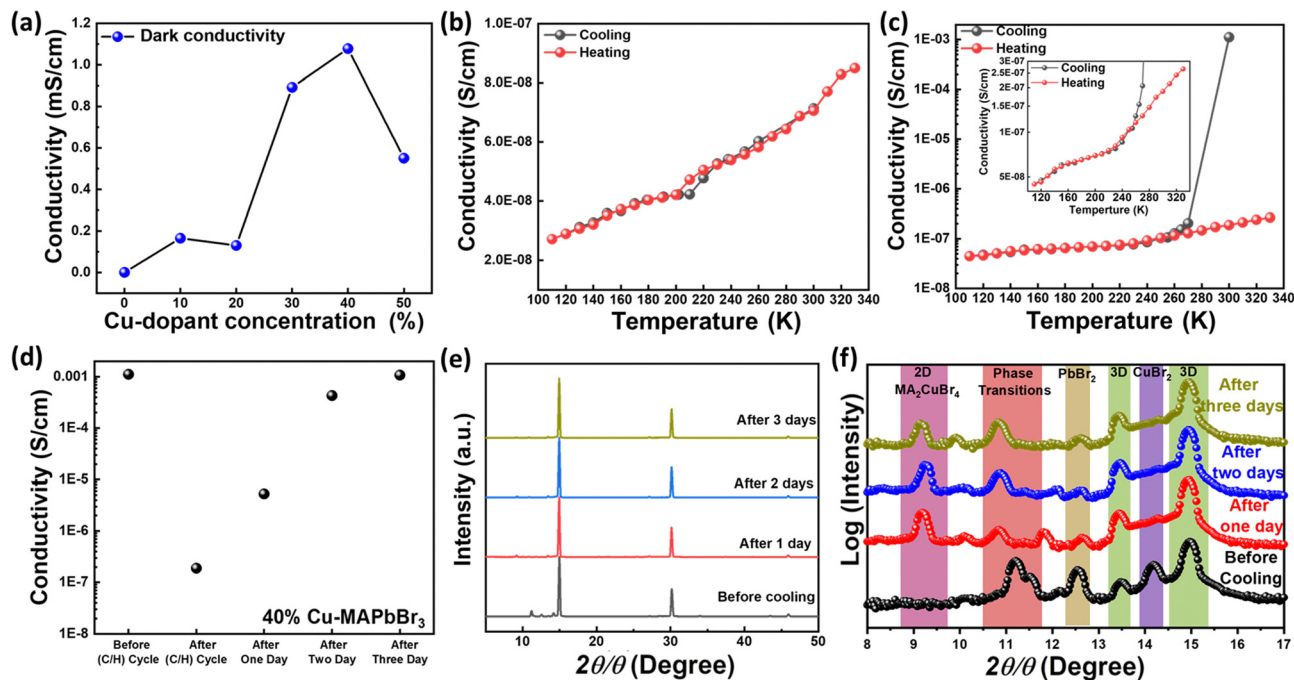 (a)
Dark conductivity
Conductivity (mS/cm)
1.2
1.0
0.8
0.6
0.4
0.2
0.0
0 10 20 30 40 50
Cu-dopant concentration (%)
(b)
Cooling
Heating
Conductivity (S/cm)
1.0E-07
8.0E-08
6.0E-08
4.0E-08
2.0E-08
100 120 140 160 180 200 220 240 260 280 300 320 340
Temperature (K)
(c)
Cooling
Heating
Conductivity (S/cm)
1E-03
1E-04
1E-05
1E-06
1E-07
1E-08
100 120 140 160 180 200 220 240 260 280 300 320 340
Temperature (K)
Cooling
Heating
Conductivity (S/cm)
3E-07
2.5E-07
1.5E-07
1E-07
5E-08
120 160 200 240 280 320
Temperture (K)
(d)
Conductivity (S/cm)
0.001
1E-4
1E-5
1E-6
1E-7
1E-8
40% Cu-MAPbBr3
Before (C/H) Cycle
After (C/H) Cycle
After One Day
After Two Day
After Three Day
(e)
Intensity (a.u.)
After 3 days
After 2 days
After 1 day
Before cooling
10 20 30 40 50
2θ/θ (Degree)
(f)
Log (Intensity)
2D
MA2CuBr4
Phase
Transitions
PbBr2
3D
CuBr2
3D
After
three days
After
two days
After
one day
Before
Cooling
8 9 10 11 12 13 14 15 16 17
2θ/θ (Degree)